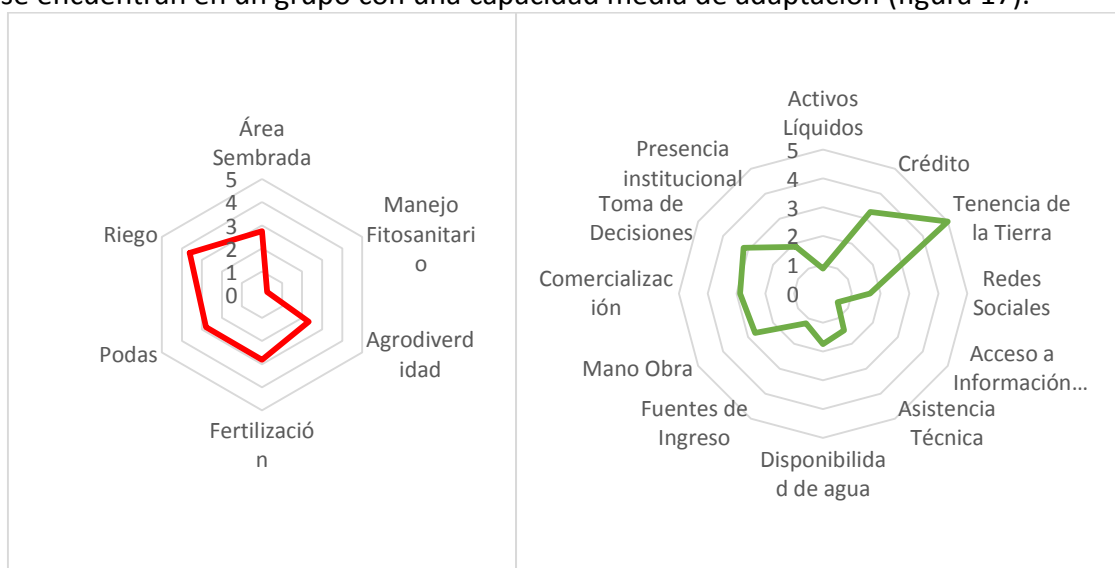 se encuentran en un grupo con una capacidad media de adaptación (figura 17).
Área
Sembrada
5
4
3
2
1
0
Manejo
Fitosanitari
o
Agrodiverd
idad
Fertilizació
n
Podas
Riego
Activos
Líquidos
5
4
3
2
1
0
Crédito
Tenencia de
la Tierra
Redes
Sociales
Acceso a
Información...
Asistencia
Técnica
Disponibilida
d de agua
Fuentes de
Ingreso
Mano Obra
Comercializac
ión
Toma de
Decisiones
Presencia
institucional